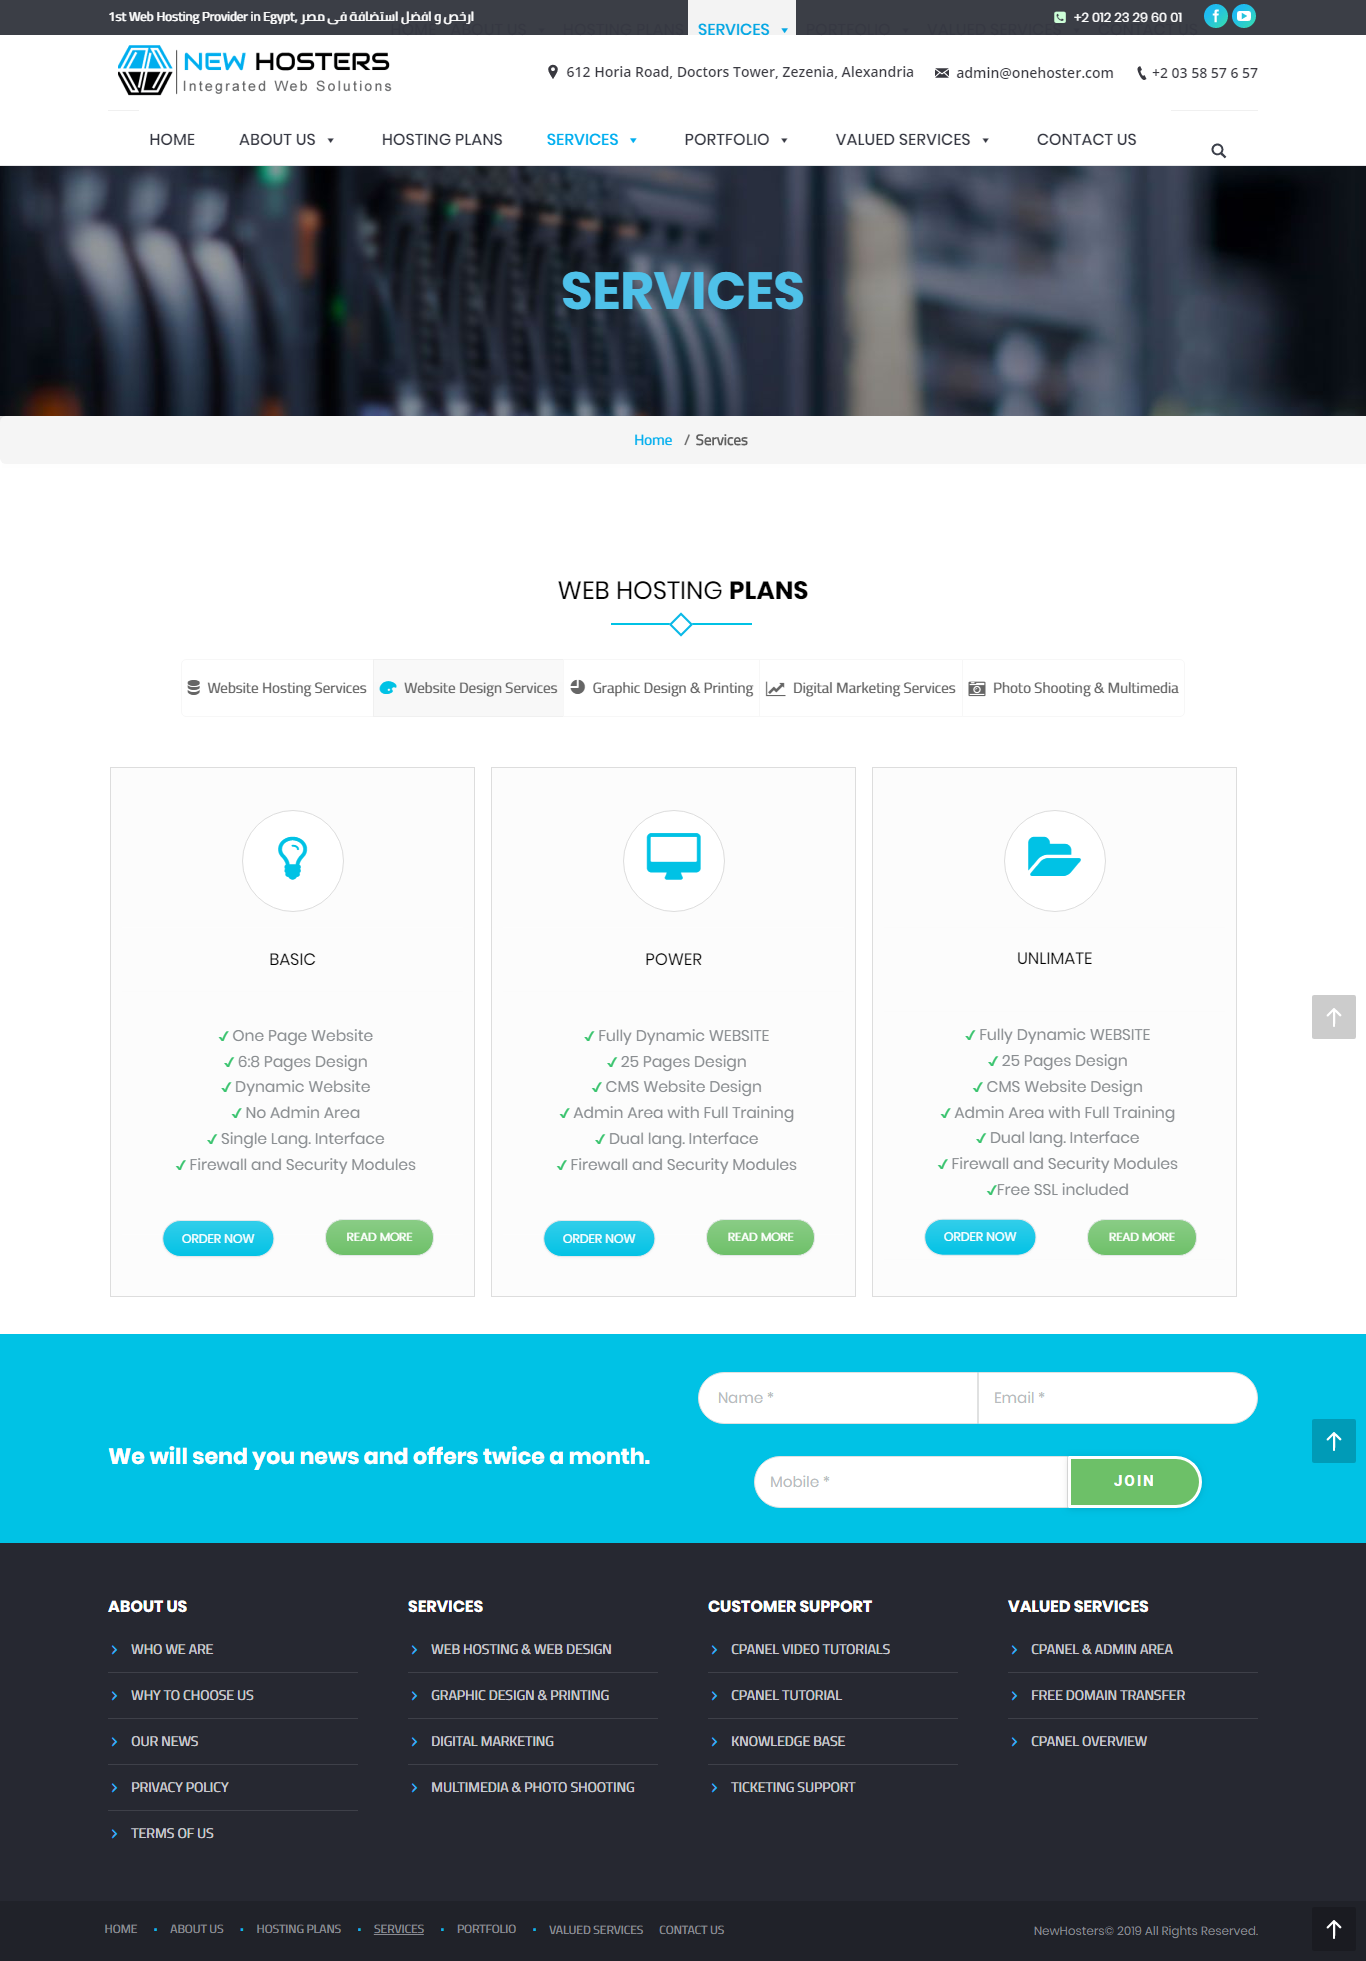 1st Web Hosting Provider in Egypt, ارخص و افضل استضافة فى مصر
SERVICES
+2 012 23 29 60 01
NEW HOSTERS
Integrated Web Solutions
612 Horia Road, Doctors Tower, Zezenia, Alexandria
admin@onehoster.com
+2 03 58 57 6 57
HOME ABOUT US HOSTING PLANS SERVICES PORTFOLIO VALUED SERVICES CONTACT US
SERVICES
Home / Services
WEB HOSTING PLANS
Website Hosting Services Website Design Services Graphic Design & Printing Digital Marketing Services Photo Shooting & Multimedia
BASIC
One Page Website
6:8 Pages Design
Dynamic Website
No Admin Area
Single Lang. Interface
Firewall and Security Modules
ORDER NOW READ MORE
POWER
Fully Dynamic WEBSITE
25 Pages Design
CMS Website Design
Admin Area with Full Training
Dual lang. Interface
Firewall and Security Modules
ORDER NOW READ MORE
UNLIMATE
Fully Dynamic WEBSITE
25 Pages Design
CMS Website Design
Admin Area with Full Training
Dual lang. Interface
Firewall and Security Modules
Free SSL included
ORDER NOW READ MORE
We will send you news and offers twice a month.
Name * Email *
Mobile * JOIN
ABOUT US
WHO WE ARE
WHY TO CHOOSE US
OUR NEWS
PRIVACY POLICY
TERMS OF US
SERVICES
WEB HOSTING & WEB DESIGN
GRAPHIC DESIGN & PRINTING
DIGITAL MARKETING
MULTIMEDIA & PHOTO SHOOTING
CUSTOMER SUPPORT
CPANEL VIDEO TUTORIALS
CPANEL TUTORIAL
KNOWLEDGE BASE
TICKETING SUPPORT
VALUED SERVICES
CPANEL & ADMIN AREA
FREE DOMAIN TRANSFER
CPANEL OVERVIEW
HOME ABOUT US HOSTING PLANS SERVICES PORTFOLIO VALUED SERVICES CONTACT US
NewHosters© 2019 All Rights Reserved.